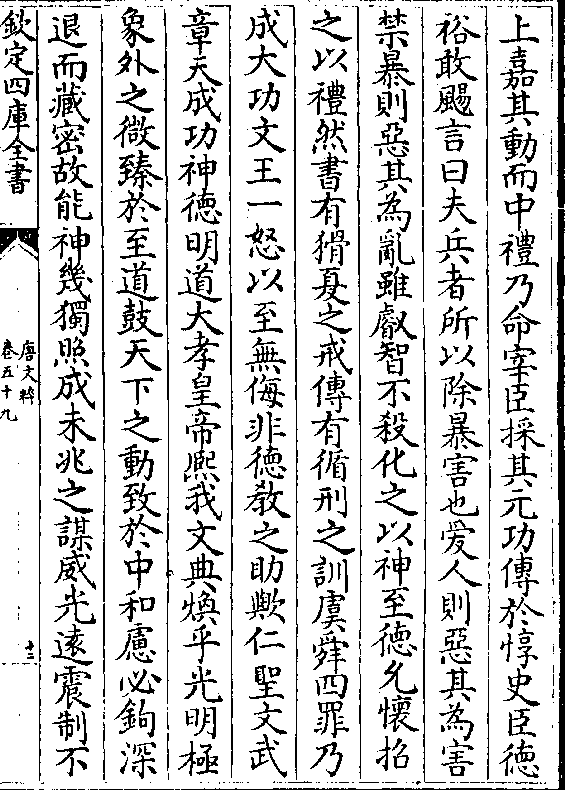 上嘉其動而中禮乃命宰臣採其元功傳於惇史臣德
裕敢颺言曰夫兵者所以除暴害也爱人則惡其為害
禁暴則惡其為亂雖叡智不殺化之以神至德允懷招
之以禮然書有猾夏之戒傳有循刑之訓虞舜四罪乃
成大功文王一怒以至無侮非德教之助歟仁聖文武
章天成功神德明道大孝皇帝熙我文典煥乎光明極
象外之微臻於至道鼓天下之動致於中和慮必鉤深
退而藏密故能神幾獨照成未兆之謀威光遠震制不
欽定四庫全書
唐文粹
卷五十九
十三